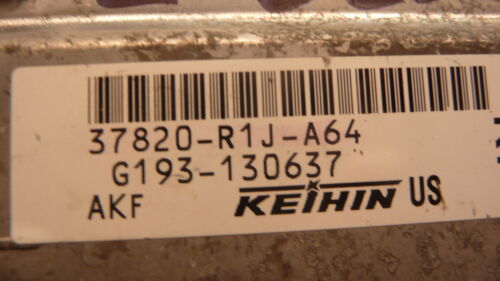 37820-R1J-A64
G193-130637
AKF KEIHIN US